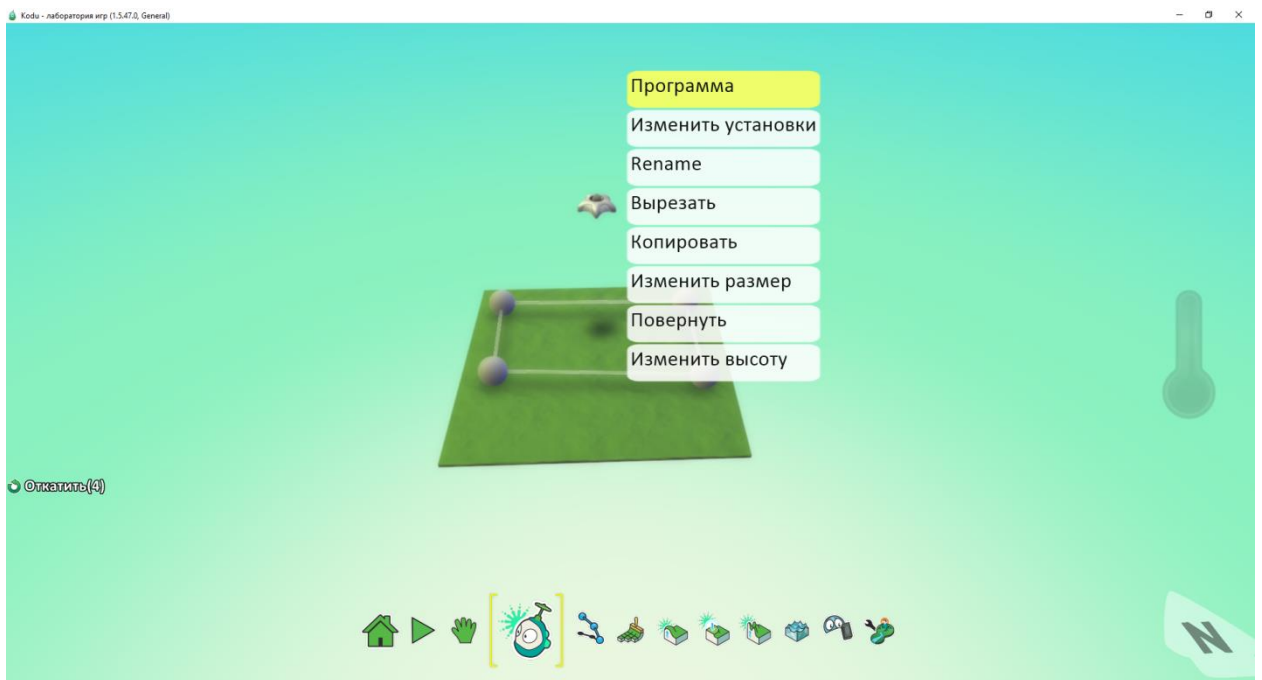 Kodu - лаборатория игр (1.5.47.0, General)
Программа
Изменить установки
Rename
Вырезать
Копировать
Изменить размер
Повернуть
Изменить высоту
Откатить(4)
N